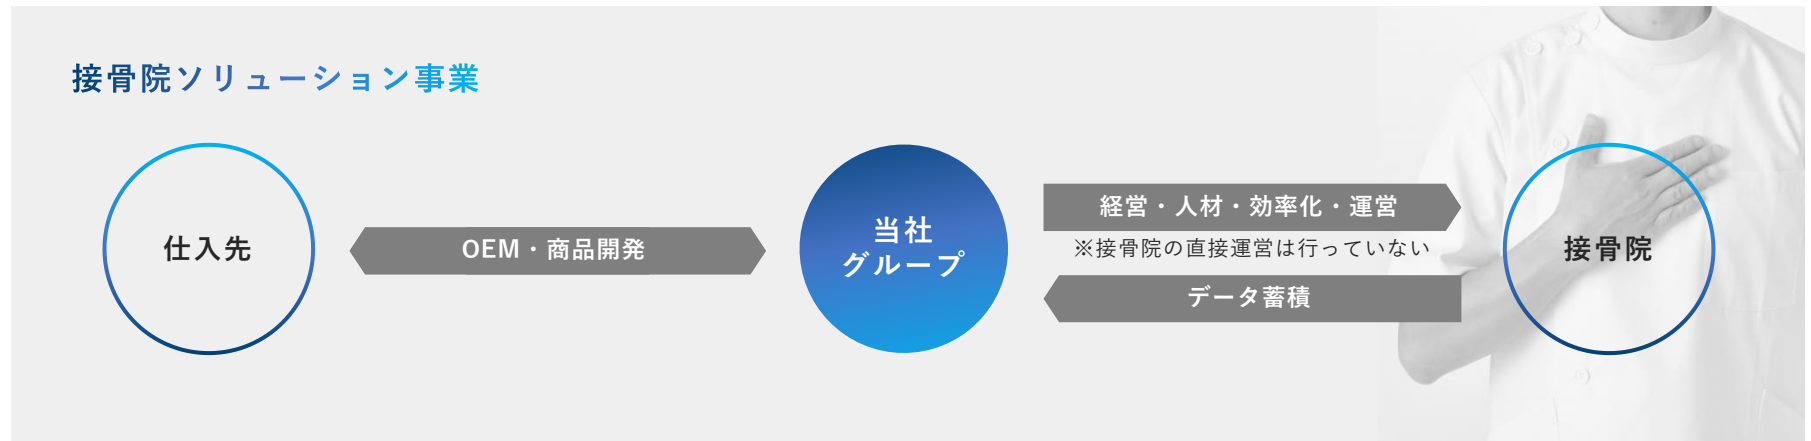 接骨院ソリューション事業
仕入先
OEM・商品開発
当社
グループ
経営・人材・効率化・運営
※接骨院の直接運営は行っていない
データ蓄積
接骨院